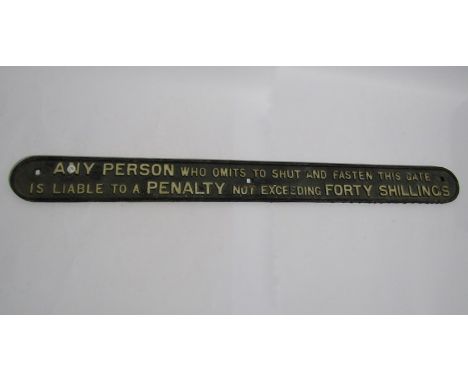 ANY PERSON WHO OMITS TO SHUT AND FASTEN THIS GATE
IS LIABLE TO A PENALTY NOT EXCEEDING FORTY SHILLINGS